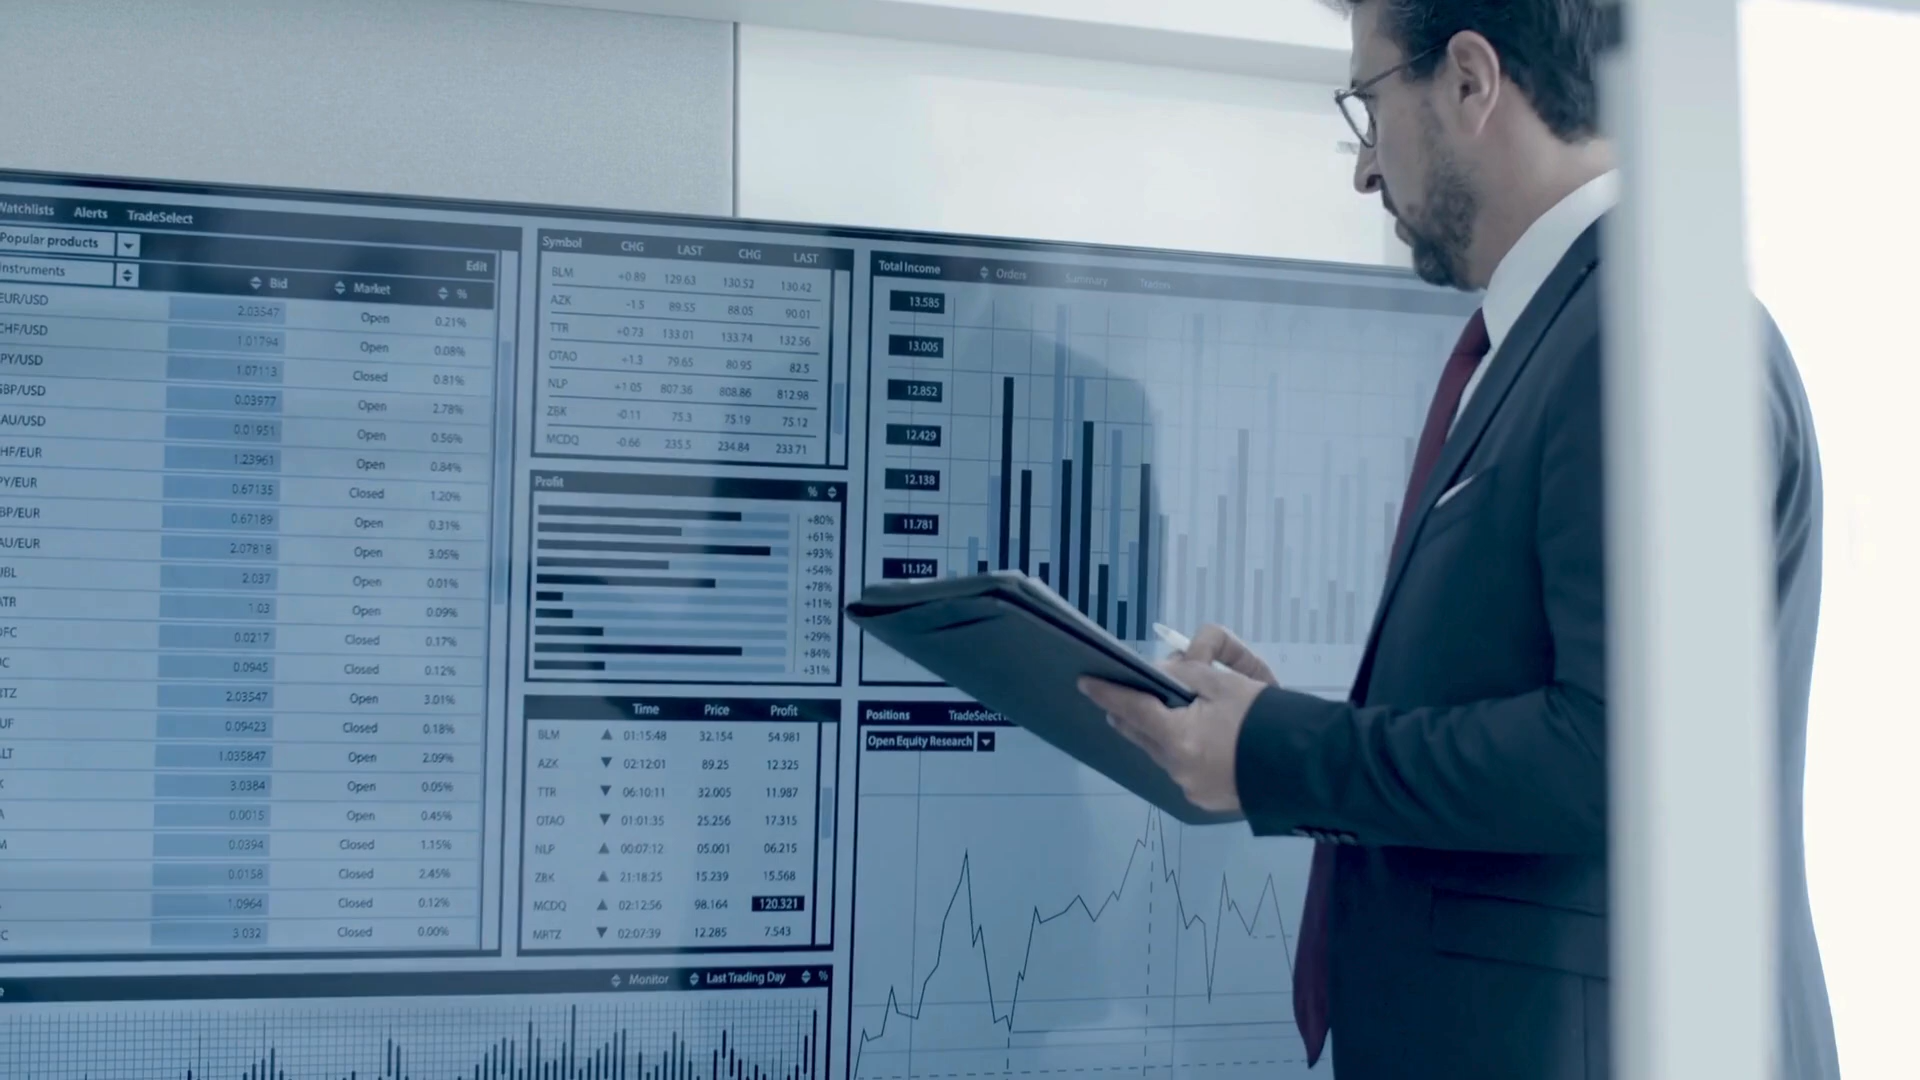 Watchlists Alerts TradeSelect
Popular products
Instruments Edit
Bid Market %
EUR/USD 2.03547 Open 0.21%
CHF/USD 1.01794 Open 0.08%
PY/USD 1.07113 Closed 0.81%
GBP/USD 0.03977 Open 2.78%
AU/USD 0.01951 Open 0.56%
HF/EUR 1.23961 Open 0.84%
PY/EUR 0.67135 Closed 1.20%
BP/EUR 0.67189 Open 0.31%
AU/EUR 2.07818 Open 3.05%
BL 2.037 Open 0.01%
TR 1.03 Open 0.09%
FC 0.0217 Closed 0.17%
C 0.0945 Closed 0.12%
TZ 2.03547 Open 3.01%
UF 0.09423 Closed 0.18%
LT 1.035847 Open 2.09%
3.0384 Open 0.05%
A 0.0015 Open 0.45%
M 0.0394 Closed 1.15%
0.0158 Closed 2.45%
1.0964 Closed 0.12%
C 3.032 Closed 0.00%
Symbol CHG LAST CHG LAST
BLM +0.89 129.63 130.52 130.42
AZK -1.5 89.55 88.05 90.01
TTR +0.73 133.01 133.74 132.56
OTAO +1.3 79.65 80.95 82.5
NLP +1.05 807.36 808.86 812.98
ZBK -0.11 75.3 75.19 75.12
MCDQ -0.66 235.5 234.84 233.71
Profit %
+80%
+61%
+93%
+54%
+78%
+11%
+15%
+29%
+84%
+31%
Time Price Profit
BLM 01:15:48 32.154 54.981
AZK 02:12:01 89.25 12.325
TTR 06:10:11 32.005 11.987
OTAO 01:01:35 25.256 17.315
NLP 00:07:12 05.001 06.215
ZBK 21:18:25 15.239 15.568
MCDQ 02:12:56 98.164 120.321
MRTZ 02:07:39 12.285 7.543
Monitor Last Trading Day %
Total Income Orders Summary Traders
13.585
13.005
12.852
12.429
12.138
11.781
11.124
Positions TradeSelect
Open Equity Research